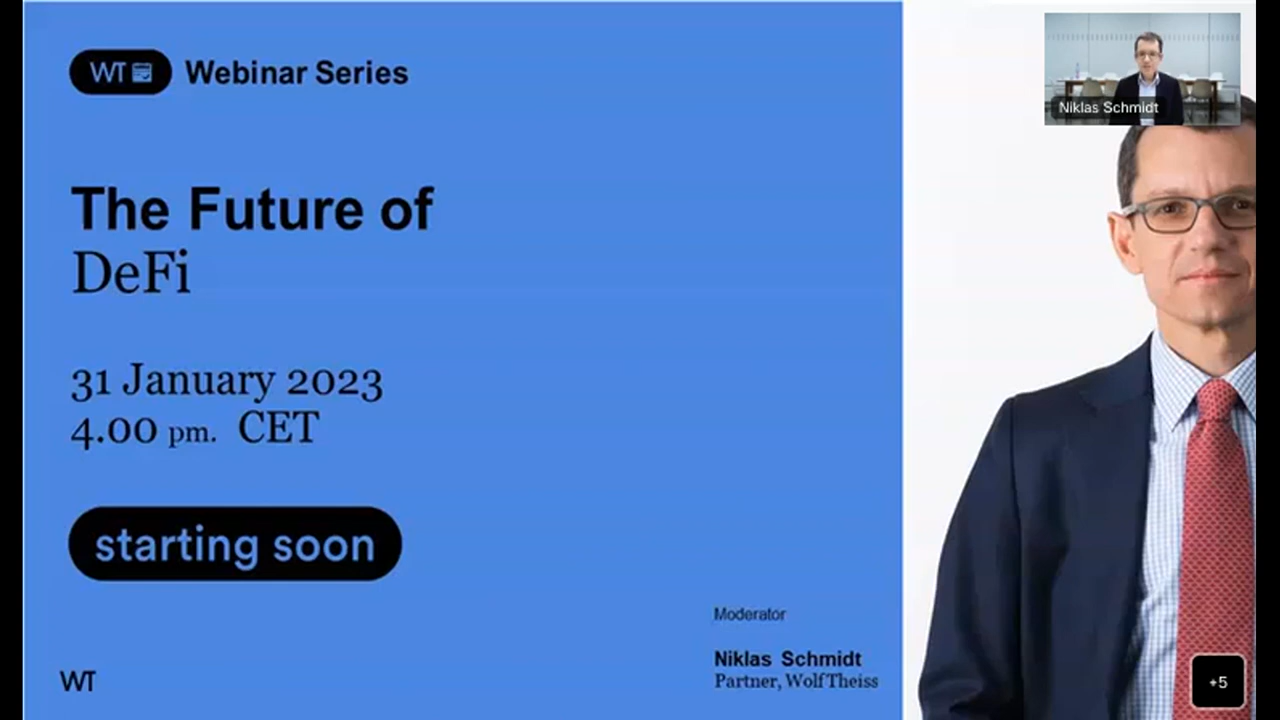 WT Webinar Series
Niklas Schmidt
The Future of
DeFi
31 January 2023
4.00 pm. CET
starting soon
Moderator
Niklas Schmidt
Partner, Wolf Theiss
WT
+5